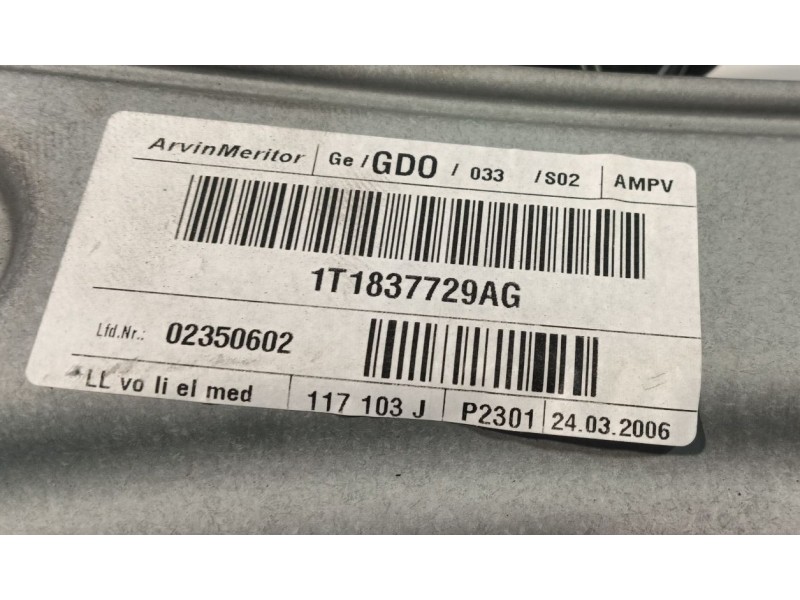 ArvinMeritor Ge / GDO / 033 / S02 AMPV
1T1837729AG
Lfd.Nr.: 02350602
*LL vo li el med 117 103 J P2301 24.03.2006